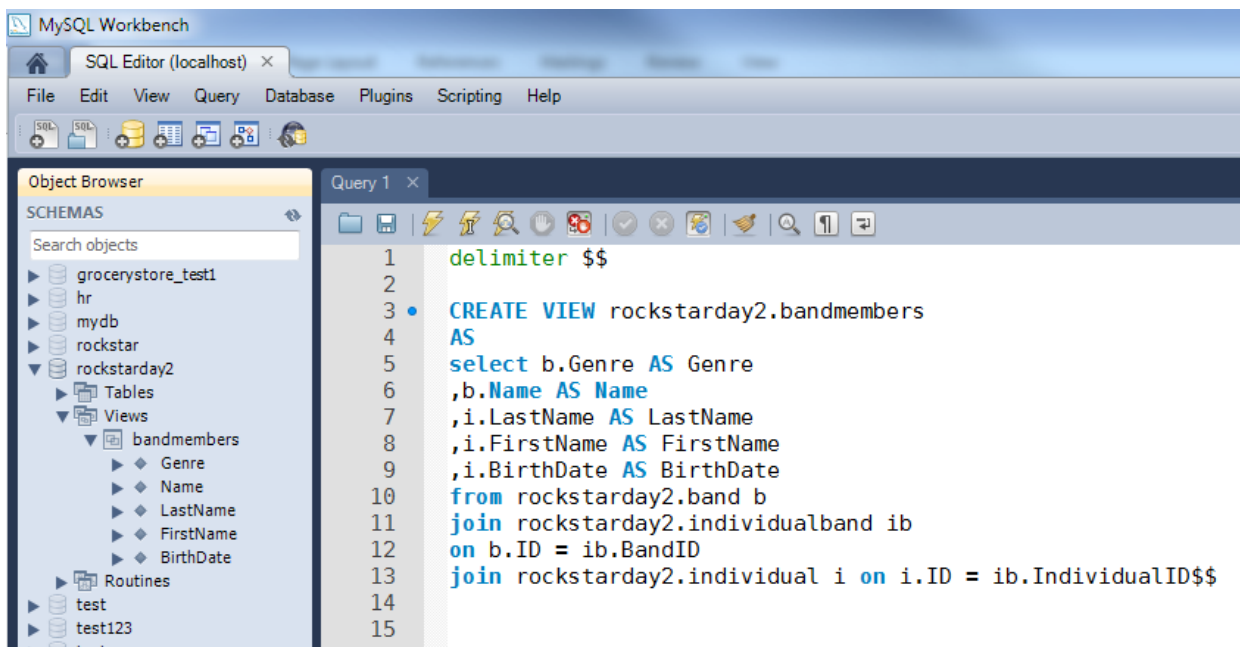 MySQL Workbench
SQL Editor (localhost) ×
File Edit View Query Database Plugins Scripting Help
SQL SQL
Object Browser
Query 1 ×
SCHEMAS
Search objects
grocerystore_test1
hr
mydb
rockstar
rockstarday2
Tables
Views
bandmembers
Genre
Name
LastName
FirstName
BirthDate
Routines
test
test123
1 delimiter $$
2
3 CREATE VIEW rockstarday2.bandmembers
4 AS
5 select b.Genre AS Genre
6 ,b.Name AS Name
7 ,i.LastName AS LastName
8 ,i.FirstName AS FirstName
9 ,i.BirthDate AS BirthDate
10 from rockstarday2.band b
11 join rockstarday2.individualband ib
12 on b.ID = ib.BandID
13 join rockstarday2.individual i on i.ID = ib.IndividualID$$
14
15